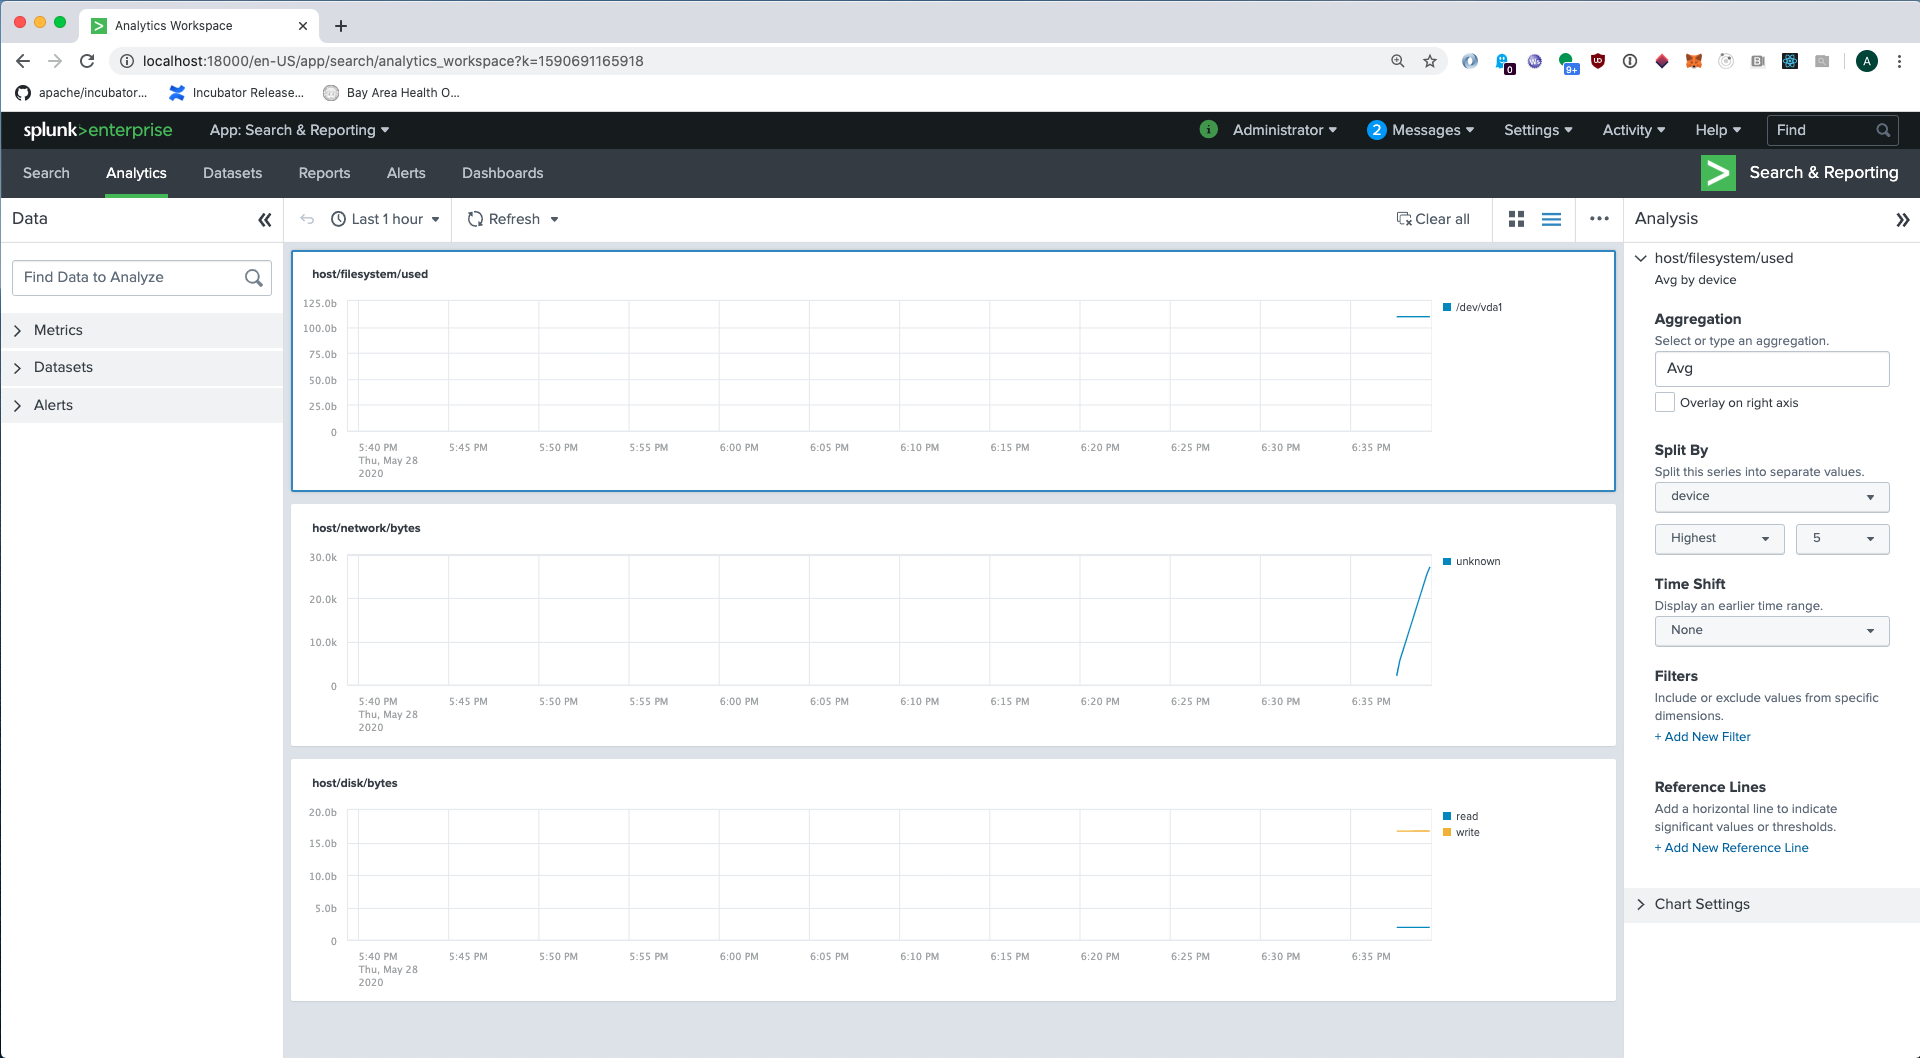 Analytics Workspace
localhost:18000/en-US/app/search/analytics_workspace?k=1590691165918
0
Ws
9+
A
apache/incubator...
Incubator Release...
Bay Area Health O...
splunk>enterprise
App: Search & Reporting
i
Administrator
2 Messages
Settings
Activity
Help
Find
Search
Analytics
Datasets
Reports
Alerts
Dashboards
> Search & Reporting
Data
Last 1 hour
Refresh
Clear all
Analysis
Find Data to Analyze
Metrics
Datasets
Alerts
host/filesystem/used
125.0b
100.0b
75.0b
50.0b
25.0b
0
5:40 PM 5:45 PM 5:50 PM 5:55 PM 6:00 PM 6:05 PM 6:10 PM 6:15 PM 6:20 PM 6:25 PM 6:30 PM 6:35 PM
Thu, May 28
2020
/dev/vda1
host/network/bytes
30.0k
20.0k
10.0k
0
5:40 PM 5:45 PM 5:50 PM 5:55 PM 6:00 PM 6:05 PM 6:10 PM 6:15 PM 6:20 PM 6:25 PM 6:30 PM 6:35 PM
Thu, May 28
2020
unknown
host/disk/bytes
20.0b
15.0b
10.0b
5.0b
0
5:40 PM 5:45 PM 5:50 PM 5:55 PM 6:00 PM 6:05 PM 6:10 PM 6:15 PM 6:20 PM 6:25 PM 6:30 PM 6:35 PM
Thu, May 28
2020
read
write
host/filesystem/used
Avg by device
Aggregation
Select or type an aggregation.
Avg
Overlay on right axis
Split By
Split this series into separate values.
device
Highest 5
Time Shift
Display an earlier time range.
None
Filters
Include or exclude values from specific
dimensions.
+ Add New Filter
Reference Lines
Add a horizontal line to indicate
significant values or thresholds.
+ Add New Reference Line
Chart Settings